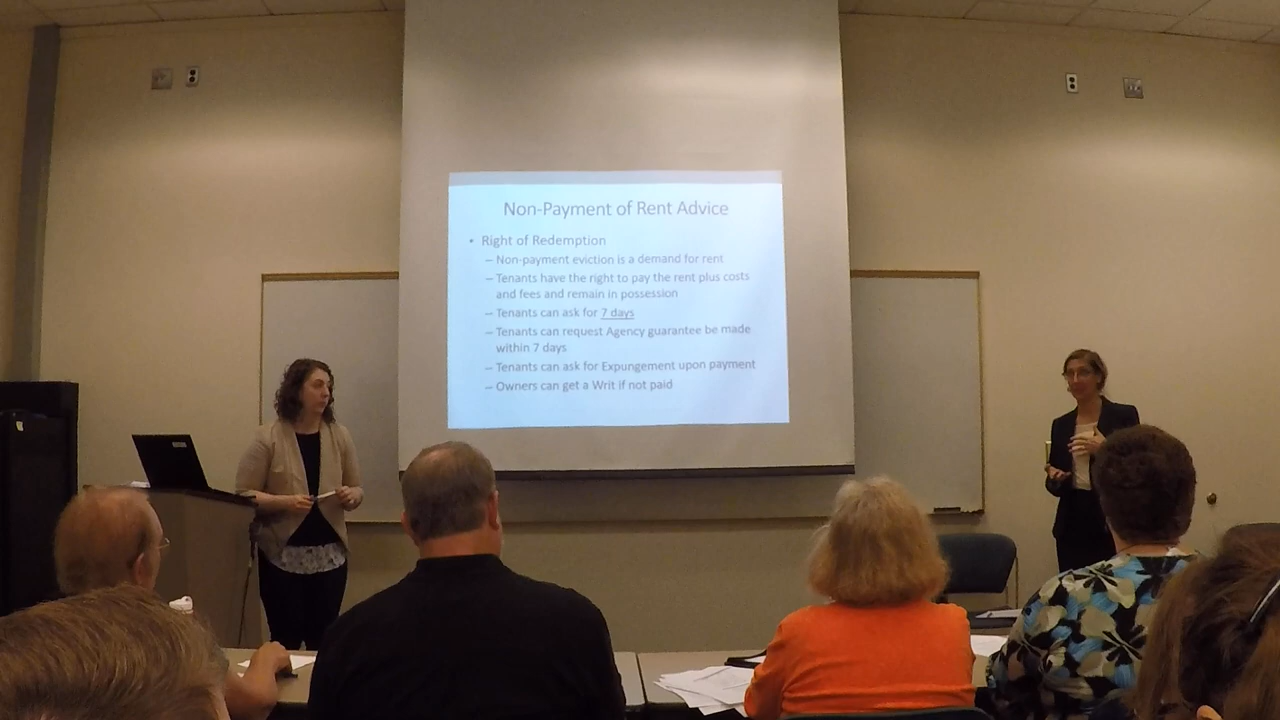 Non-Payment of Rent Advice
• Right of Redemption
– Non-payment eviction is a demand for rent
– Tenants have the right to pay the rent plus costs
and fees and remain in possession
– Tenants can ask for 7 days
– Tenants can request Agency guarantee be made
within 7 days
– Tenants can ask for Expungement upon payment
– Owners can get a Writ if not paid